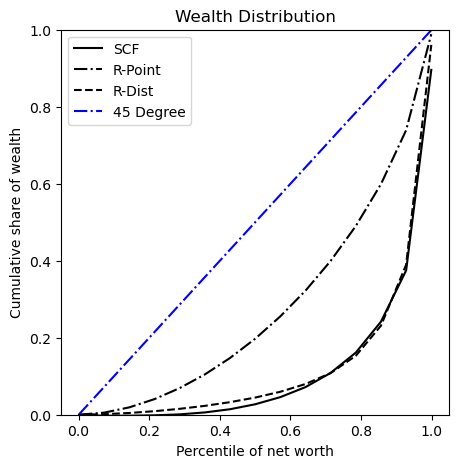 Wealth Distribution
SCF
R-Point
R-Dist
45 Degree
Cumulative share of wealth
1.0
0.8
0.6
0.4
0.2
0.0
0.0 0.2 0.4 0.6 0.8 1.0
Percentile of net worth